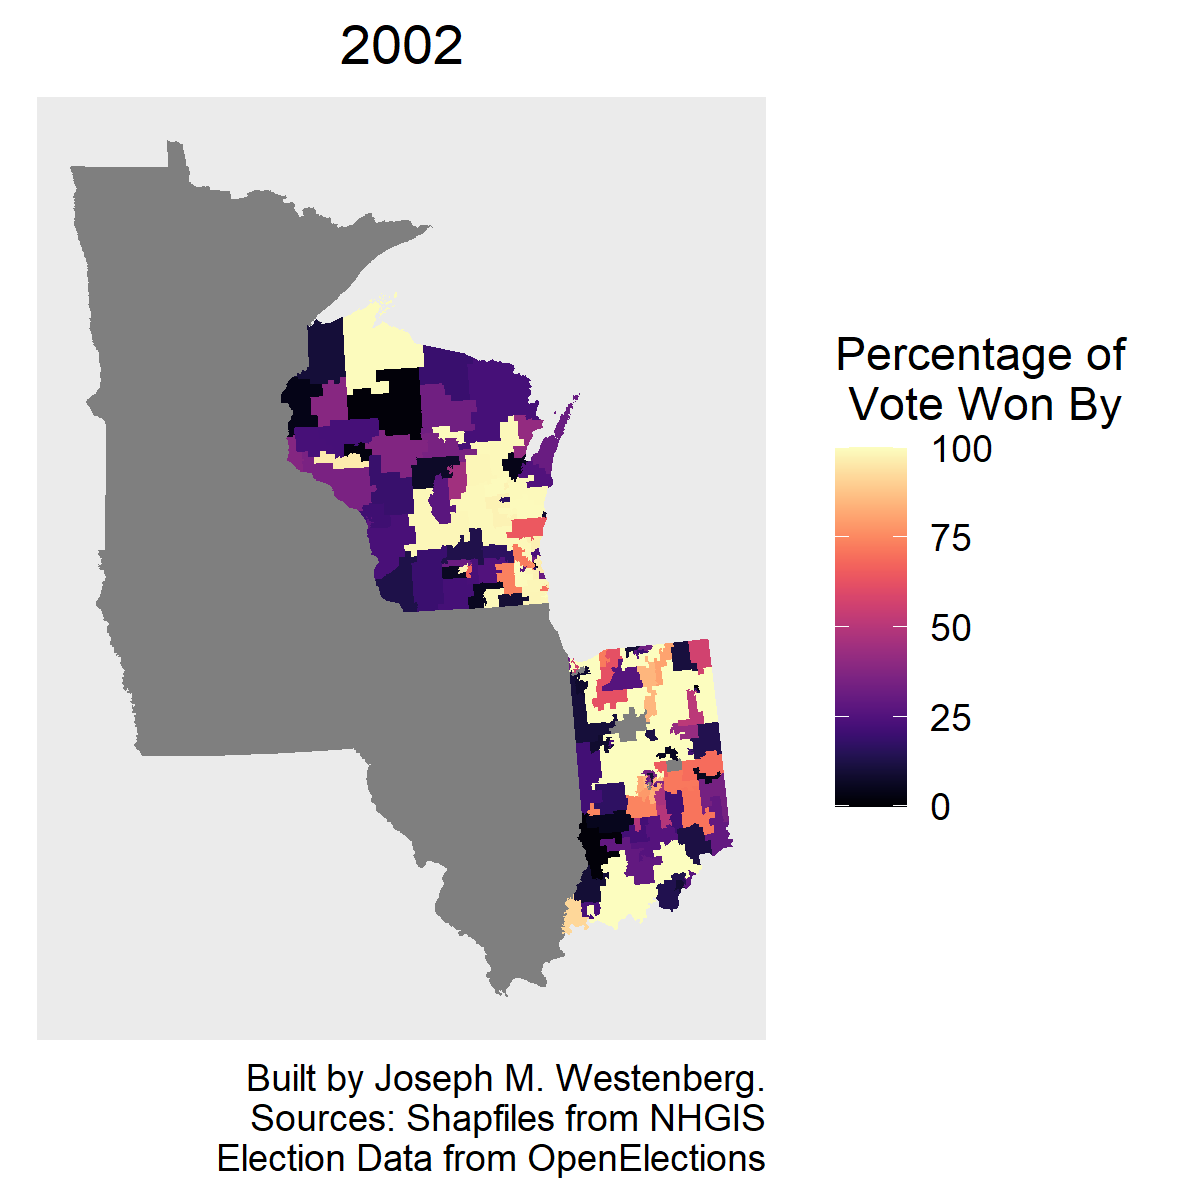 2002
Percentage of
Vote Won By
100
75
50
25
0
Built by Joseph M. Westenberg.
Sources: Shapfiles from NHGIS
Election Data from OpenElections